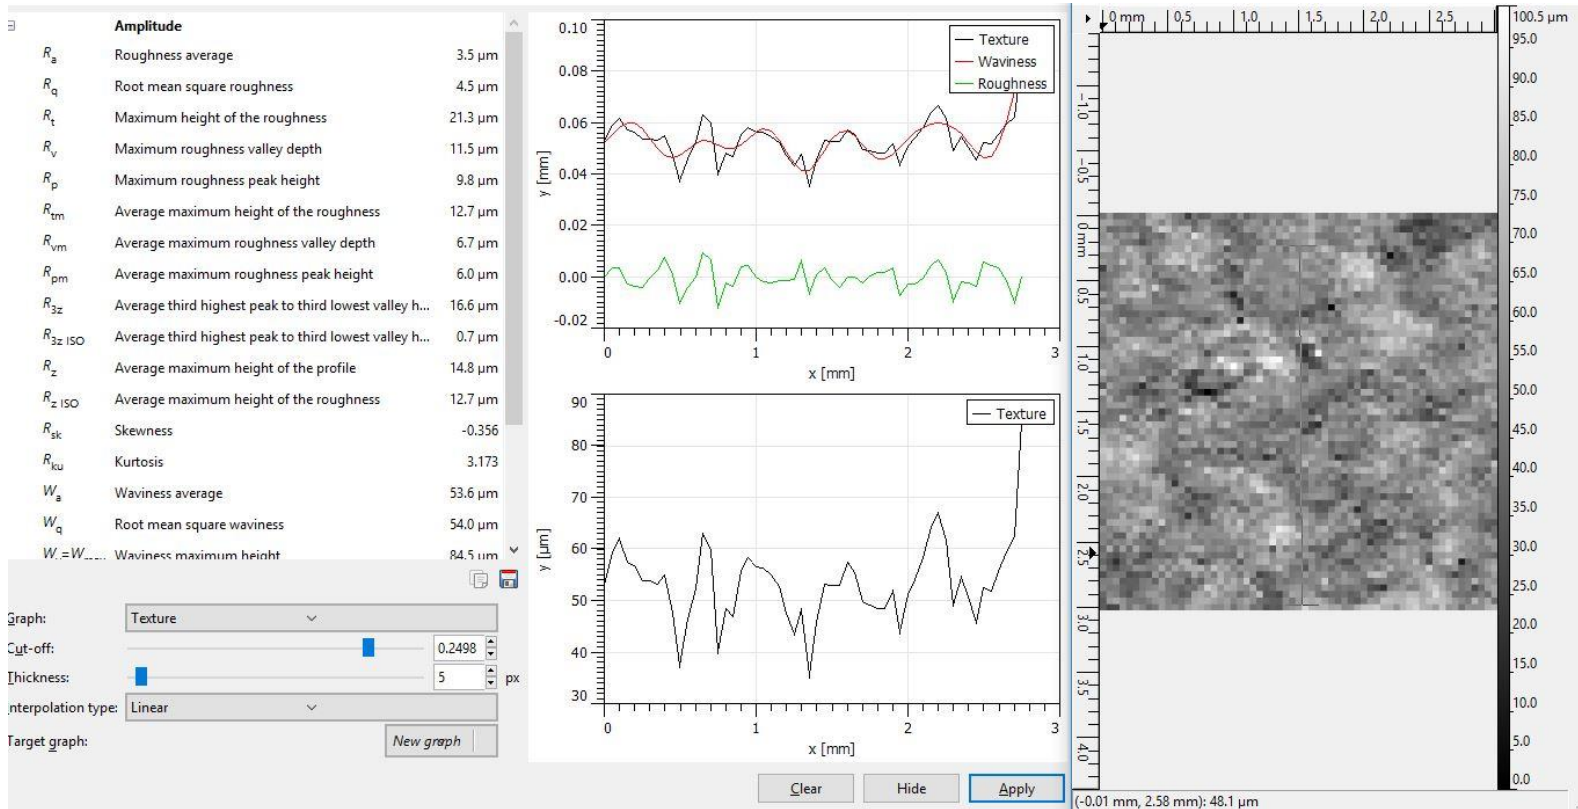 Amplitude
Ra Roughness average 3.5 µm
Rq Root mean square roughness 4.5 µm
Rt Maximum height of the roughness 21.3 µm
Rv Maximum roughness valley depth 11.5 µm
Rp Maximum roughness peak height 9.8 µm
Rtm Average maximum height of the roughness 12.7 µm
Rvm Average maximum roughness valley depth 6.7 µm
Rpm Average maximum roughness peak height 6.0 µm
R3z Average third highest peak to third lowest valley h... 16.6 µm
R3z ISO Average third highest peak to third lowest valley h... 0.7 µm
Rz Average maximum height of the profile 14.8 µm
Rz ISO Average maximum height of the roughness 12.7 µm
Rsk Skewness -0.356
Rku Kurtosis 3.173
Wa Waviness average 53.6 µm
Wq Root mean square waviness 54.0 µm
Waviness maximum height 84.5 µm
Graph: Texture
Cut-off: 0.2498
Thickness: 5 px
Interpolation type: Linear
Target graph: New graph
Clear Hide Apply
0.10
0.08
0.06
0.04
0.02
0.00
-0.02
y [mm]
Texture
Waviness
Roughness
0 1 2 3
x [mm]
90
80
70
60
50
40
30
y [µm]
Texture
0 1 2 3
x [mm]
0 mm 0.5 1.0 1.5 2.0 2.5
-1.0
-0.5
0 mm
0.5
1.0
1.5
2.0
2.5
3.0
3.5
4.0
100.5 µm
95.0
90.0
85.0
80.0
75.0
70.0
65.0
60.0
55.0
50.0
45.0
40.0
35.0
30.0
25.0
20.0
15.0
10.0
5.0
0.0
(-0.01 mm, 2.58 mm): 48.1 µm